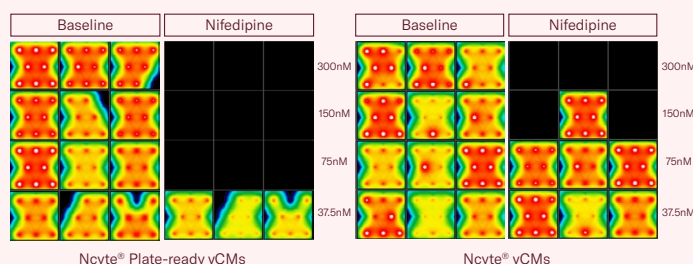 Baseline Nifedipine Baseline Nifedipine
300nM 300nM
150nM 150nM
75nM 75nM
37.5nM 37.5nM
Ncyte® Plate-ready vCMs Ncyte® vCMs